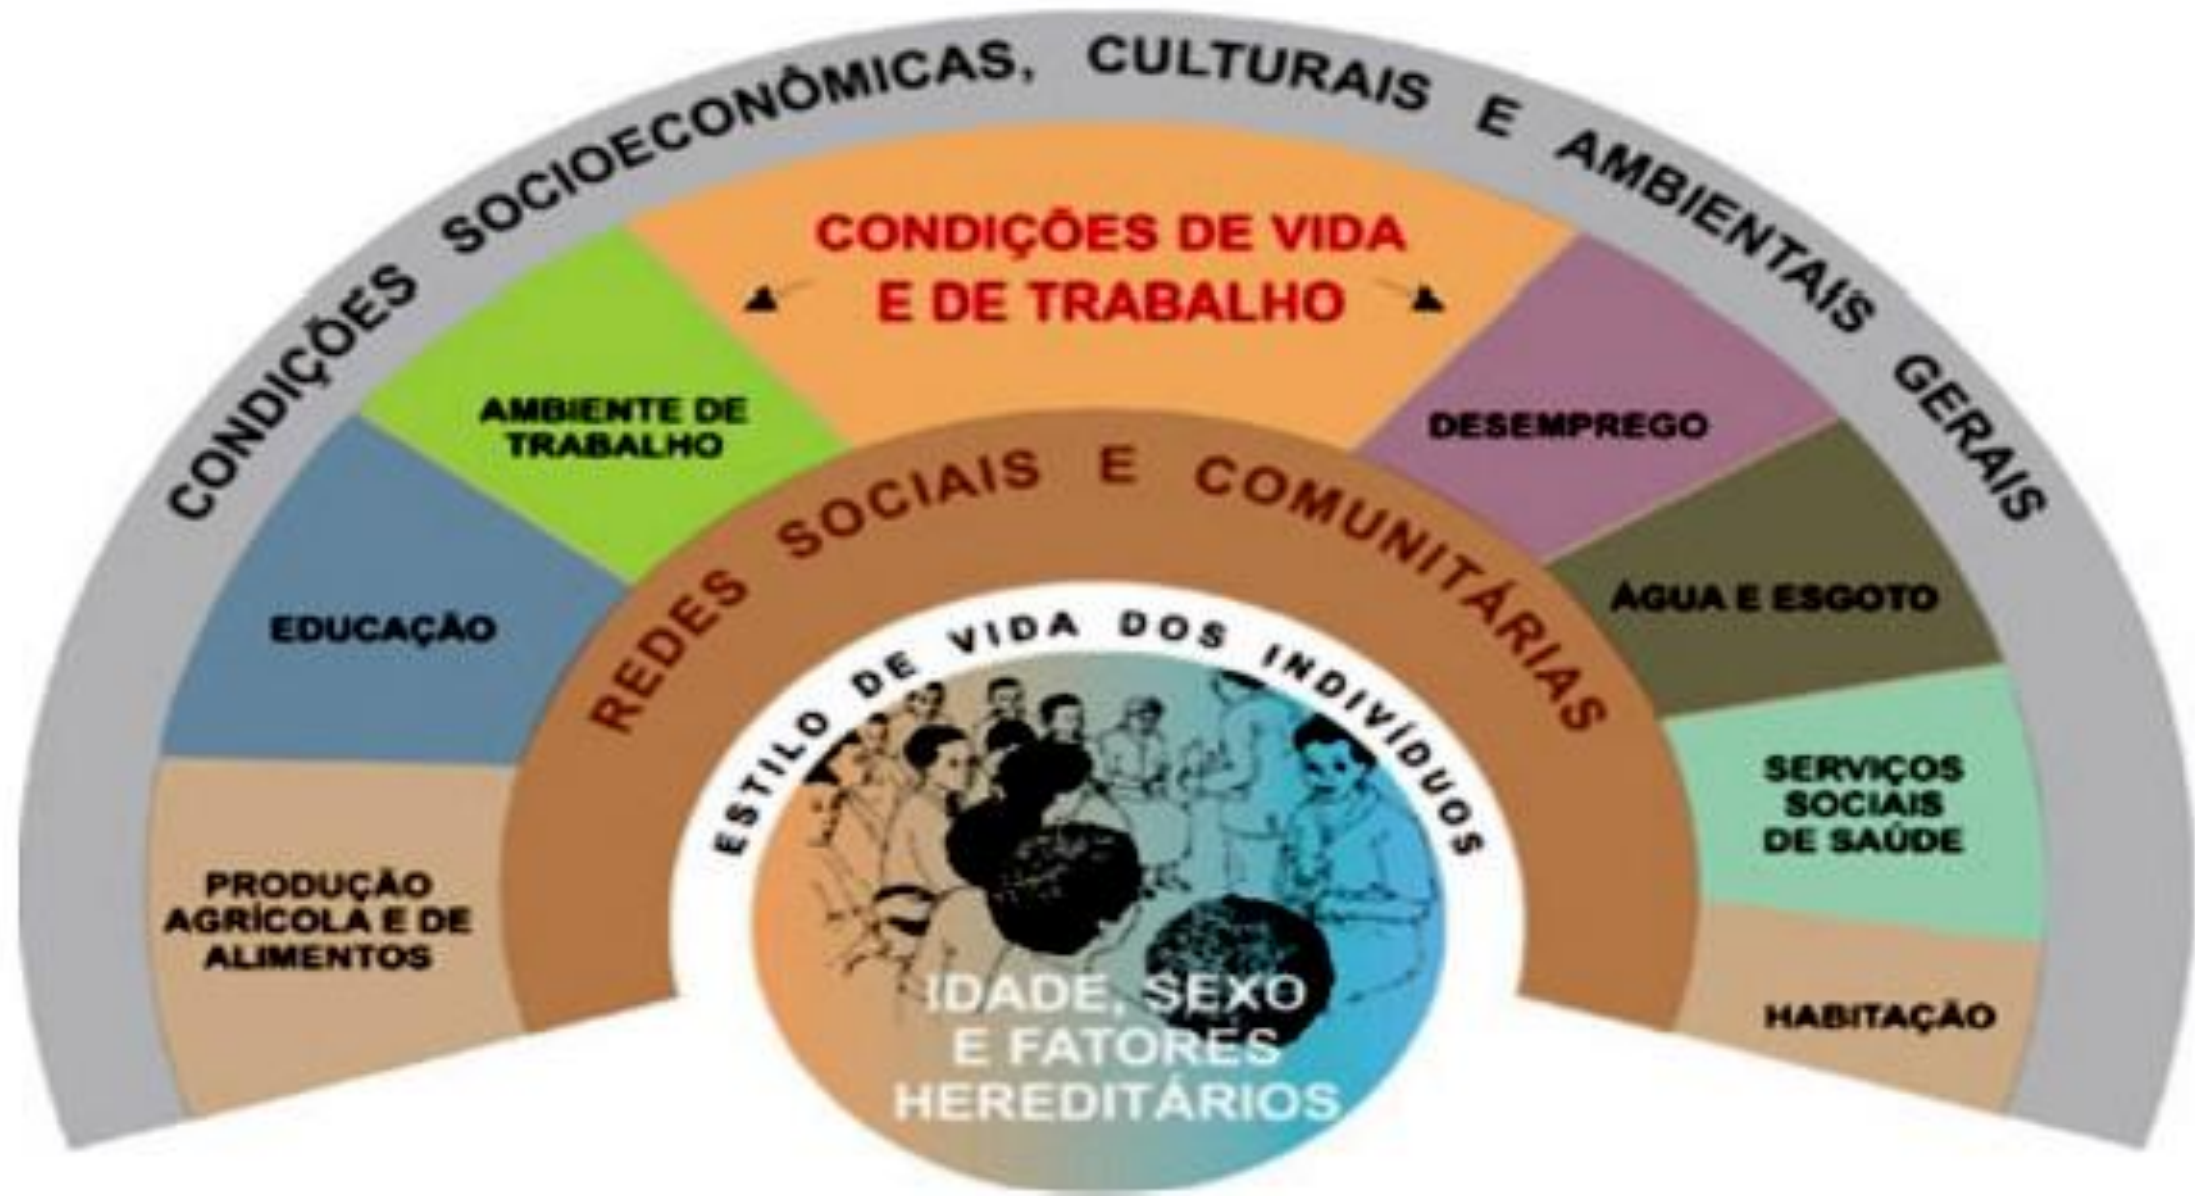 CONDIÇÕES SOCIOECONÔMICAS, CULTURAIS E AMBIENTAIS GERAIS
CONDIÇÕES DE VIDA
E DE TRABALHO
AMBIENTE DE
TRABALHO
DESEMPREGO
EDUCAÇÃO
ÁGUA E ESGOTO
REDES SOCIAIS E COMUNITÁRIAS
PRODUÇÃO
AGRÍCOLA E DE
ALIMENTOS
SERVIÇOS
SOCIAIS
DE SAÚDE
HABITAÇÃO
ESTILO DE VIDA DOS INDIVÍDUOS
IDADE, SEXO
E FATORES
HEREDITÁRIOS